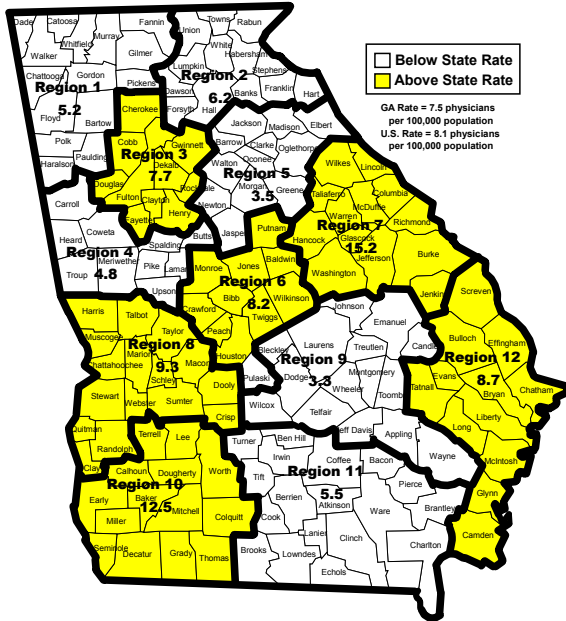 Dade Catoosa Fannin Towns Rabun
Whitfield Murray Union
Walker Gilmer White Habersham
Chattooga Gordon Lumpkin Stephens
Region 1 Pickens Region 2
Dawson Banks Franklin Hart
5.2 6.2
Floyd Bartow Cherokee Forsyth Hall
Below State Rate
Above State Rate
GA Rate = 7.5 physicians
per 100,000 population
U.S. Rate = 8.1 physicians
per 100,000 population
Polk Paulding Cobb Gwinnett Jackson Madison Elbert
Haralson Region 3 Barrow Clarke Oglethorpe
Dekalb Walton Oconee
7.7 Region 5
Douglas Rockdale Morgan Greene
Fulton Clayton Newton 3.5
Fayette Henry Jasper
Wilkes Lincoln
Taliaferro Columbia
McDuffie
Warren Richmond
Region 7
Hancock Glascock
15.2
Jefferson Burke
Washington Jenkins
Carroll Coweta Butts Putnam
Heard Spalding
Region 4 Meriwether
Troup 4.8 Pike Lamar
Upson
Monroe Jones Baldwin
Region 6
Bibb 8.2 Wilkinson
Crawford Twiggs
Peach
Houston
Harris Talbot
Muscogee Taylor
Region 8
Marion Macon
Chattahoochee 9.3
Schley Dooly
Stewart Webster Sumter
Crisp
Quitman
Randolph
Clay
Johnson Emanuel
Laurens Treutlen Candler
Bleckley
Region 9
Pulaski Dodge Montgomery
3.3
Wheeler Toombs
Wilcox Telfair
Jeff Davis Appling
Wayne
Screven
Bulloch Effingham
Region 12
Evans 8.7 Chatham
Tattnall Bryan
Liberty
Long
McIntosh
Glynn
Camden
Terrell Lee
Calhoun Dougherty Worth
Region 10
Early Baker Mitchell
12.5
Miller Colquitt
Seminole Decatur Grady Thomas
Turner Ben Hill Coffee Bacon
Irwin
Region 11 Pierce
Tift
5.5
Berrien Atkinson Ware Brantley
Cook
Lanier Clinch Charlton
Brooks Lowndes
Echols